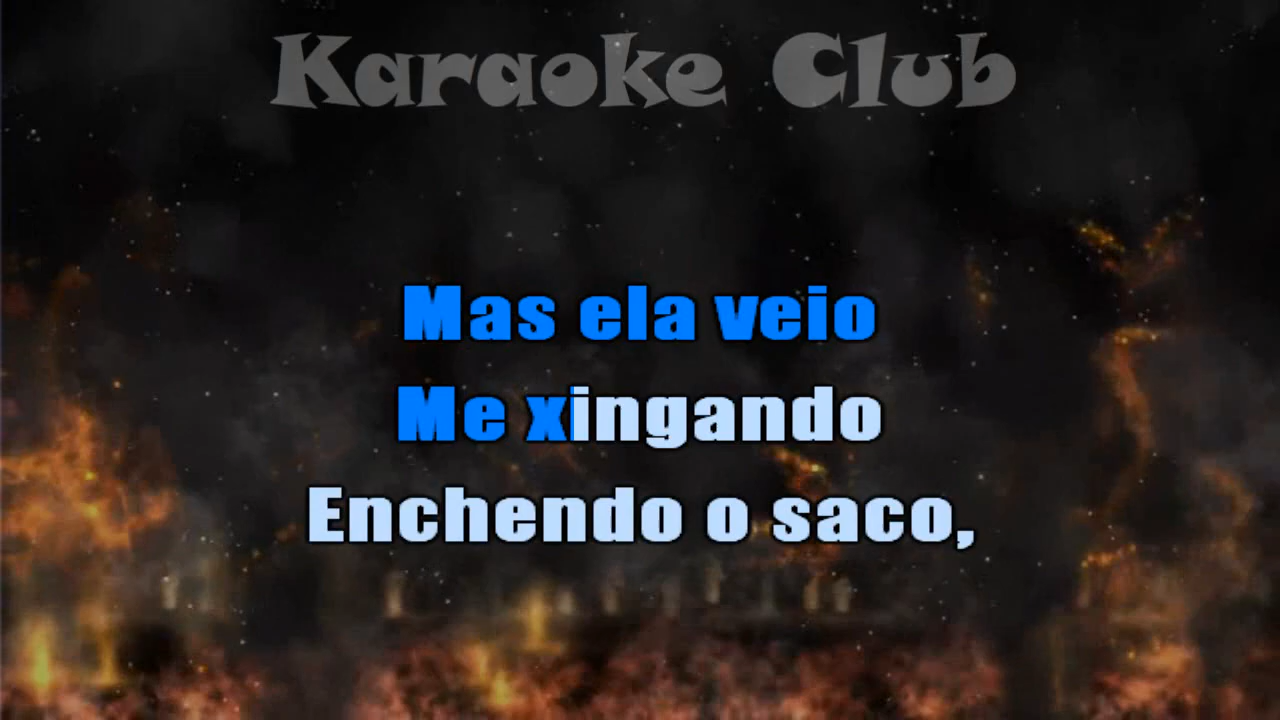 Karaoke Club
Mas ela veio
Me xingando
Enchendo o saco,